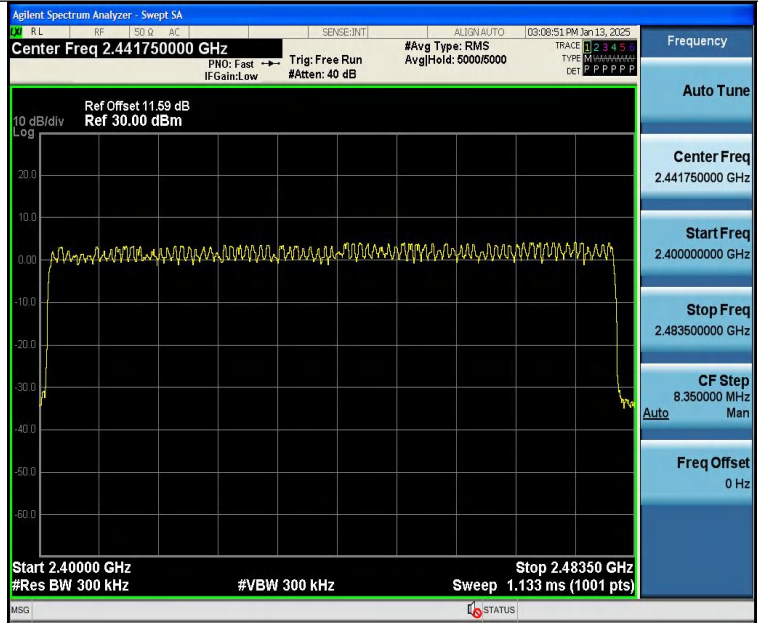 Agilent Spectrum Analyzer - Swept SA
LXI RL RF 50 Ω AC SENSE:INT ALIGNAUTO 03:08:51 PM Jan 13, 2025
Center Freq 2.441750000 GHz
PNO: Fast
IFGain:Low
Trig: Free Run
#Atten: 40 dB
#Avg Type: RMS
Avg|Hold: 5000/5000
TRACE 1 2 3 4 5 6
TYPE M
DET P P P P P P
Ref Offset 11.59 dB
10 dB/div Ref 30.00 dBm
Log
20.0
10.0
0.00
-10.0
-20.0
-30.0
-40.0
-50.0
-60.0
Start 2.40000 GHz Stop 2.48350 GHz
#Res BW 300 kHz #VBW 300 kHz Sweep 1.133 ms (1001 pts)
MSG STATUS
Frequency
Auto Tune
Center Freq
2.441750000 GHz
Start Freq
2.400000000 GHz
Stop Freq
2.483500000 GHz
CF Step
8.350000 MHz
Auto Man
Freq Offset
0 Hz